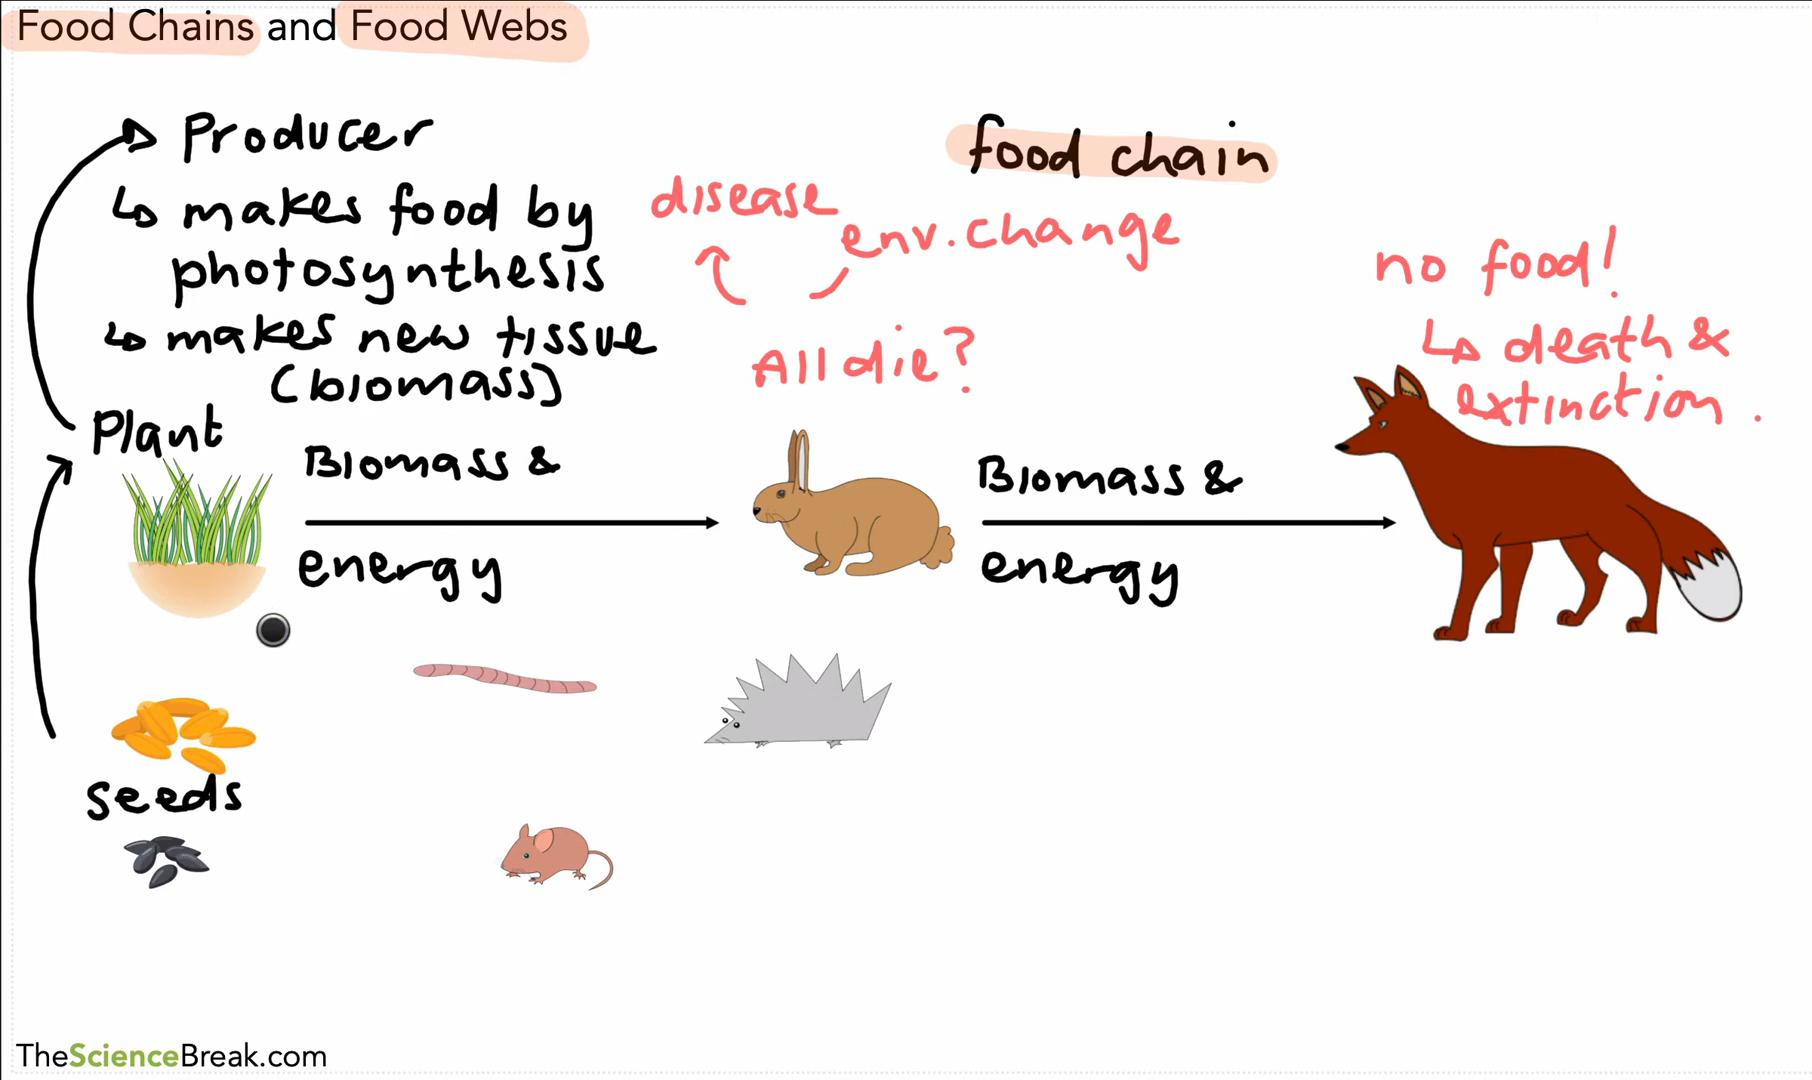 Food Chains and Food Webs
Producer
↳ makes food by
photosynthesis
↳ makes new tissue
(biomass)
Plant
food chain
disease
env. change
All die?
no food!
↳ death &
extinction.
Biomass &
energy
Biomass &
energy
seeds
TheScienceBreak.com